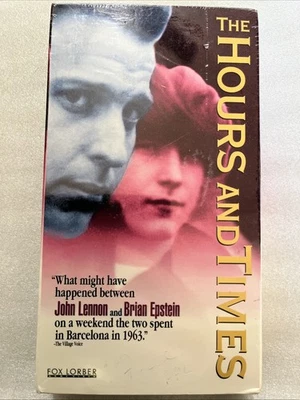 THE HOURS AND TIMES
"What might have
happened between
John Lennon and Brian Epstein
on a weekend the two spent
in Barcelona in 1963."
-The Village Voice
FOX LORBER